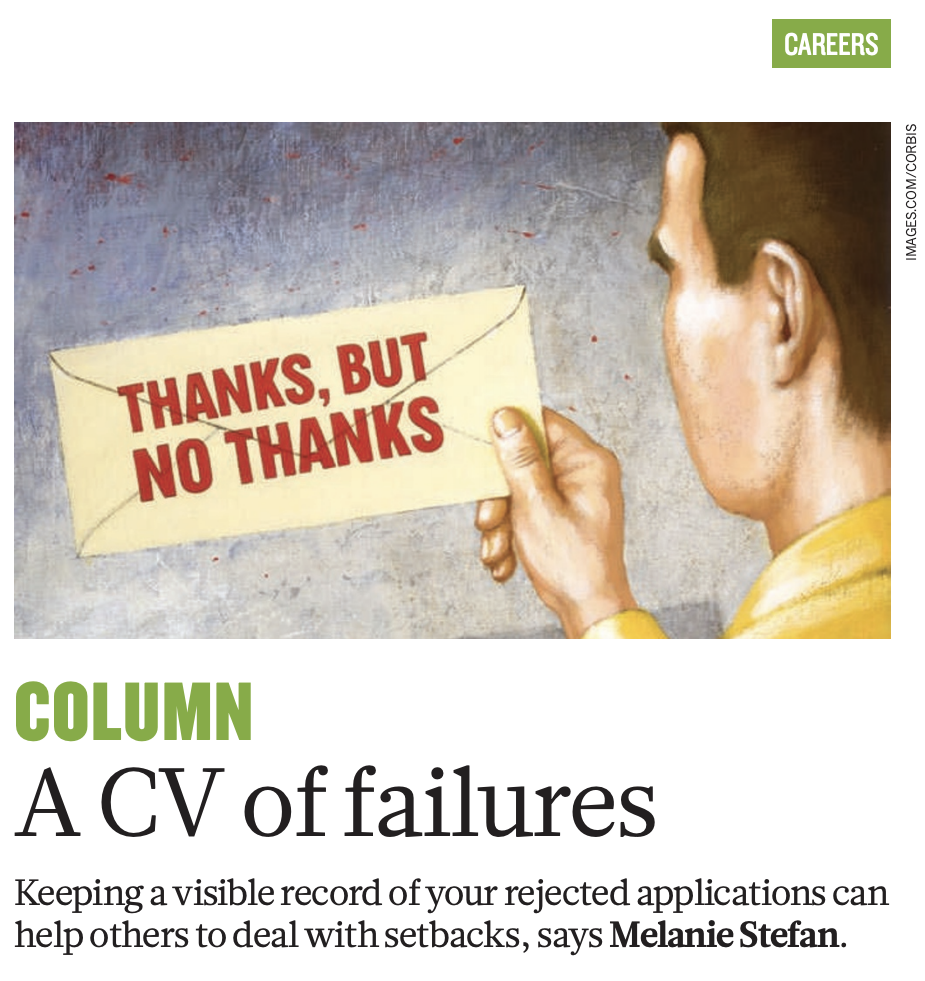 CAREERS
IMAGES.COM/CORBIS
THANKS, BUT
NO THANKS
COLUMN
A CV of failures
Keeping a visible record of your rejected applications can
help others to deal with setbacks, says Melanie Stefan.